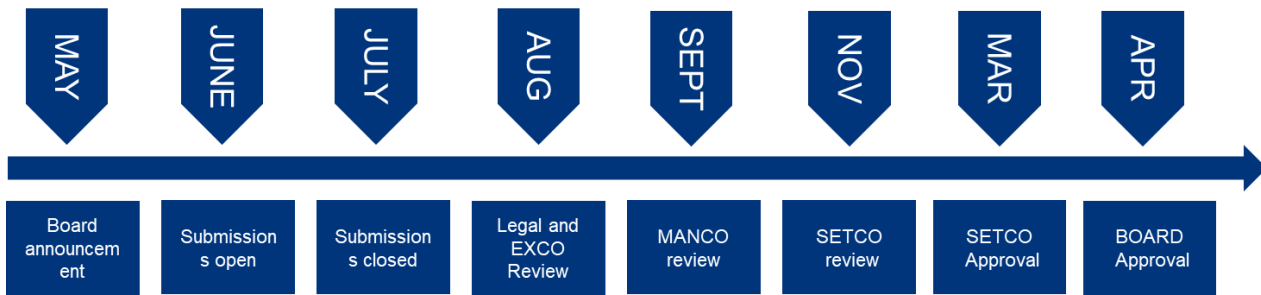 MAY
JUNE
JULY
AUG
SEPT
NOV
MAR
APR
Board
announcem
ent
Submission
s open
Submission
s closed
Legal and
EXCO
Review
MANCO
review
SETCO
review
SETCO
Approval
BOARD
Approval